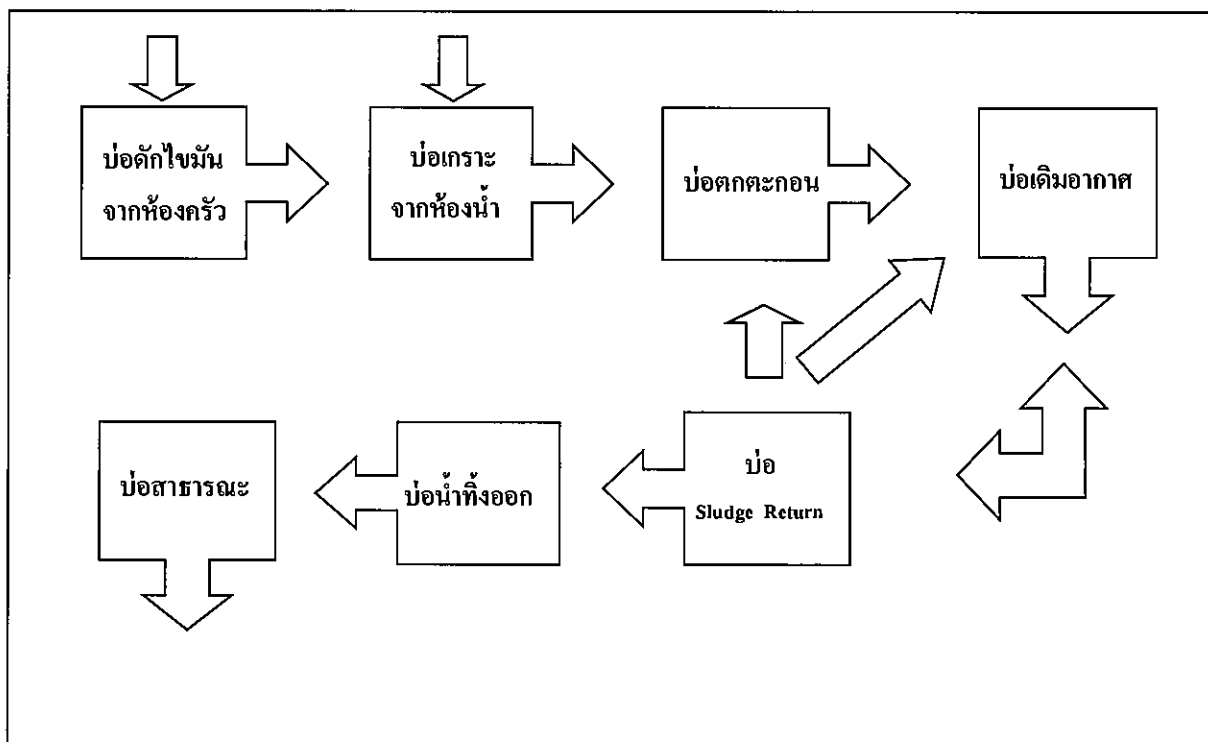 บ่อดักไขมัน
จากห้องครัว
บ่อเกราะ
จากห้องน้ำ
บ่อตกตะกอน
บ่อเดิมอากาศ
บ่อสาธารณะ
บ่อน้ำทิ้งออก
บ่อ
Sludge Return